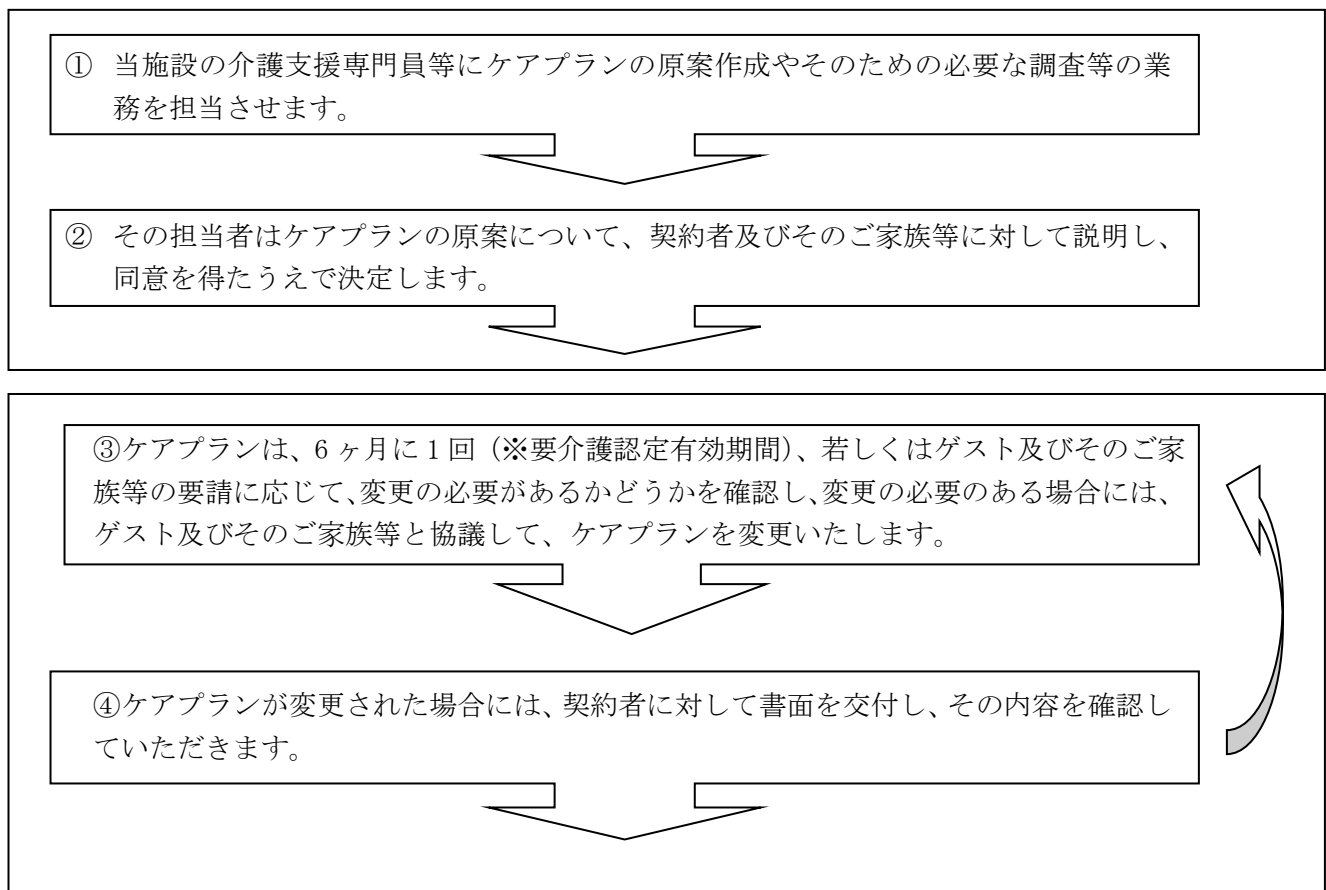 ① 当施設の介護支援専門員等にケアプランの原案作成やそのための必要な調査等の業
務を担当させます。
② その担当者はケアプランの原案について、契約者及びそのご家族等に対して説明し、
同意を得たうえで決定します。
③ケアプランは、6 ヶ月に 1 回（※要介護認定有効期間）、若しくはゲスト及びそのご家
族等の要請に応じて、変更の必要があるかどうかを確認し、変更の必要のある場合には、
ゲスト及びそのご家族等と協議して、ケアプランを変更いたします。
④ケアプランが変更された場合には、契約者に対して書面を交付し、その内容を確認し
ていただきます。